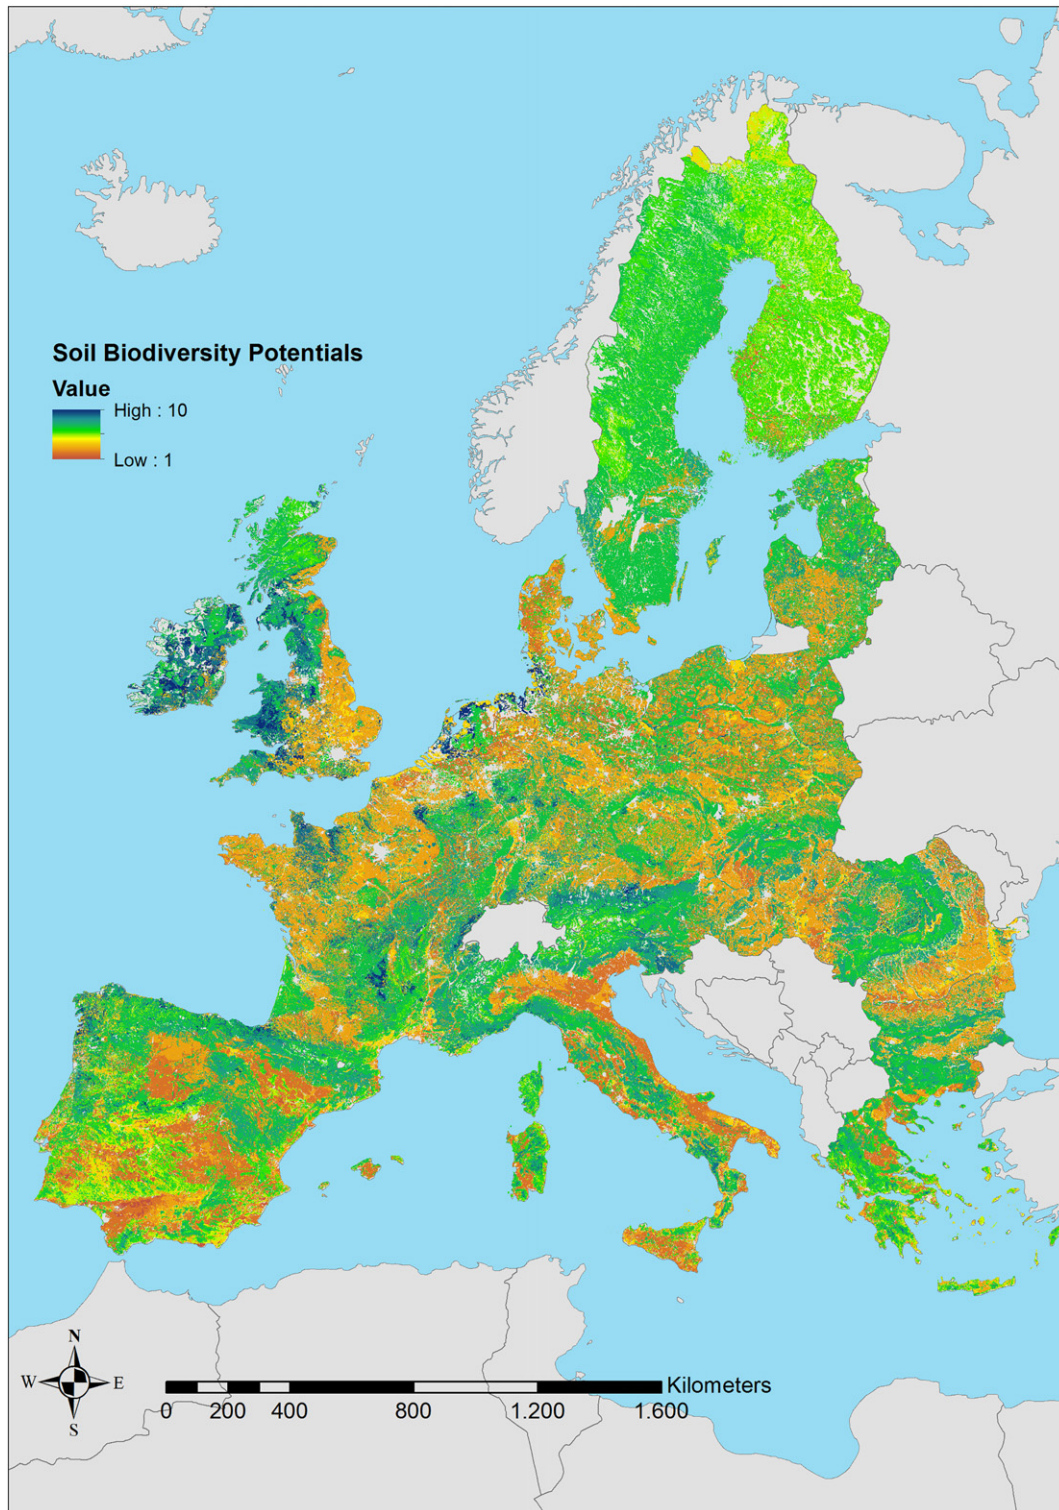 Soil Biodiversity Potentials
Value
High : 10
Low : 1
N
W E
S
Kilometers
0 200 400 800 1.200 1.600